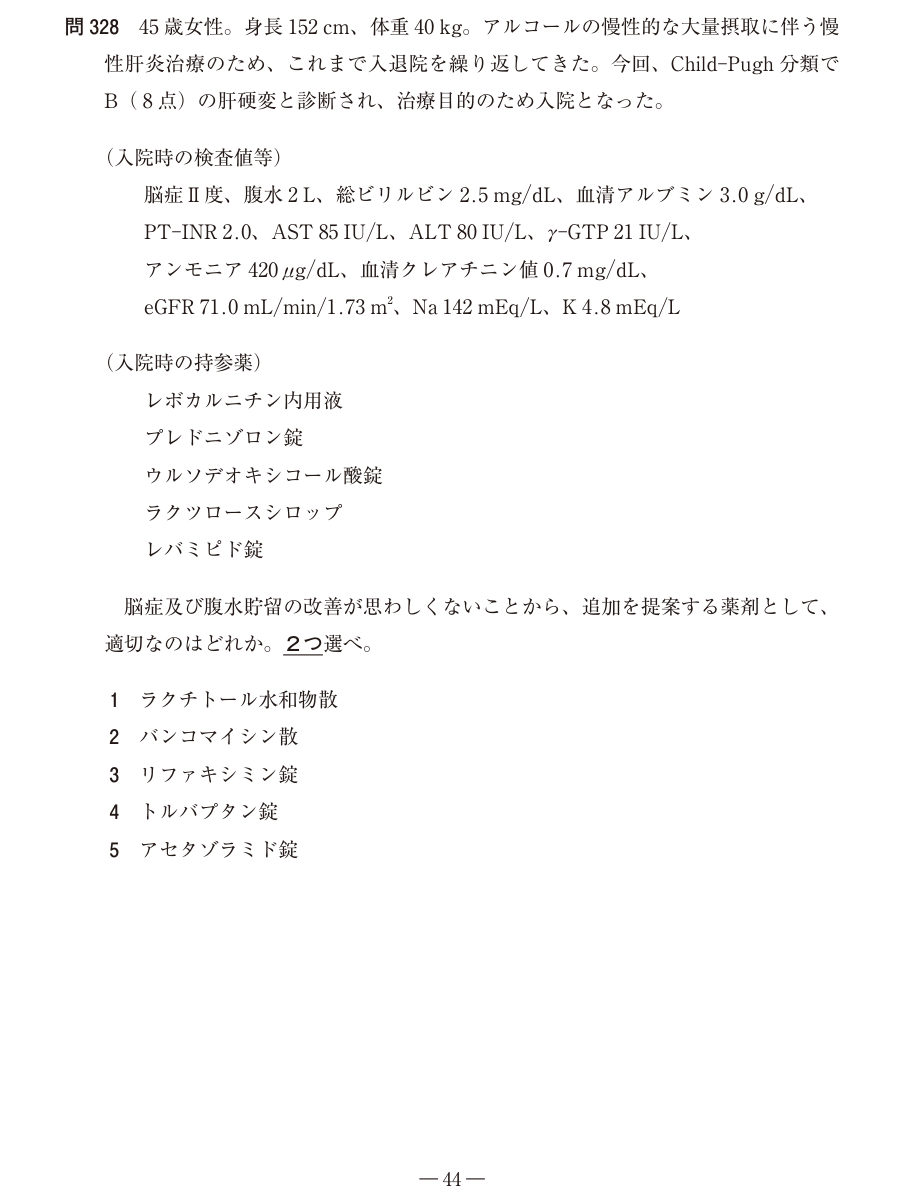 問 328 45 歳女性。身長 152 cm、体重 40 kg。アルコールの慢性的な大量摂取に伴う慢
性肝炎治療のため、これまで入退院を繰り返してきた。今回、Child-Pugh 分類で
B（8点）の肝硬変と診断され、治療目的のため入院となった。
（入院時の検査値等）
脳症Ⅱ度、腹水 2 L、総ビリルビン 2.5 mg/dL、血清アルブミン 3.0 g/dL、
PT-INR 2.0、AST 85 IU/L、ALT 80 IU/L、γ-GTP 21 IU/L、
アンモニア 420 μg/dL、血清クレアチニン値 0.7 mg/dL、
eGFR 71.0 mL/min/1.73 m²、Na 142 mEq/L、K 4.8 mEq/L
（入院時の持参薬）
レボカルニチン内用液
プレドニゾロン錠
ウルソデオキシコール酸錠
ラクツロースシロップ
レバミピド錠
脳症及び腹水貯留の改善が思わしくないことから、追加を提案する薬剤として、
適切なのはどれか。2つ選べ。
1 ラクチトール水和物散
2 バンコマイシン散
3 リファキシミン錠
4 トルバプタン錠
5 アセタゾラミド錠
— 44 —